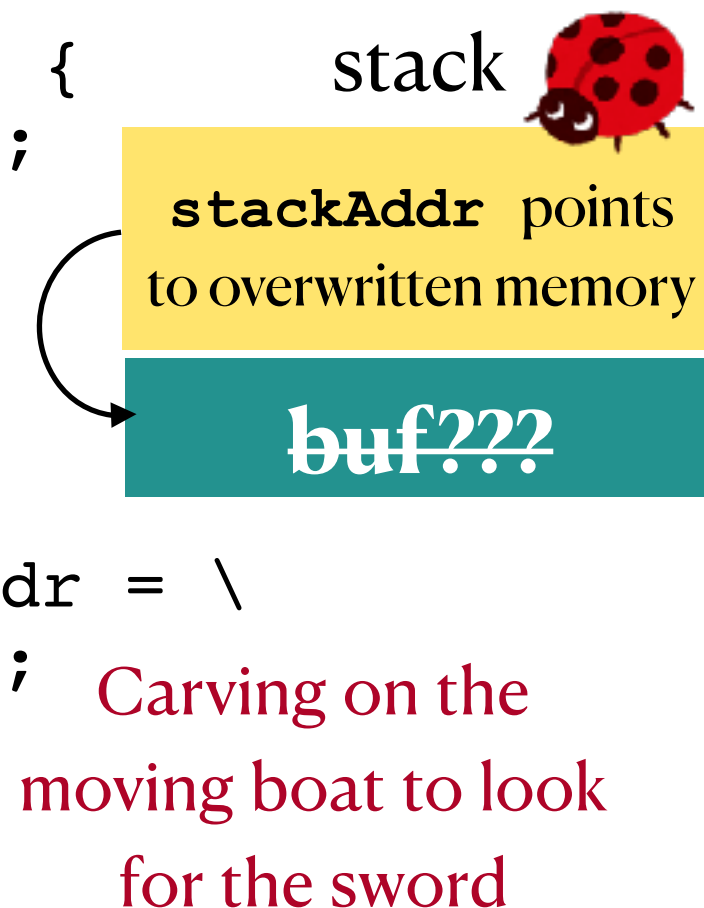 {
stack
;
stackAddr points
to overwritten memory
buf???
dr = \
;
Carving on the
moving boat to look
for the sword